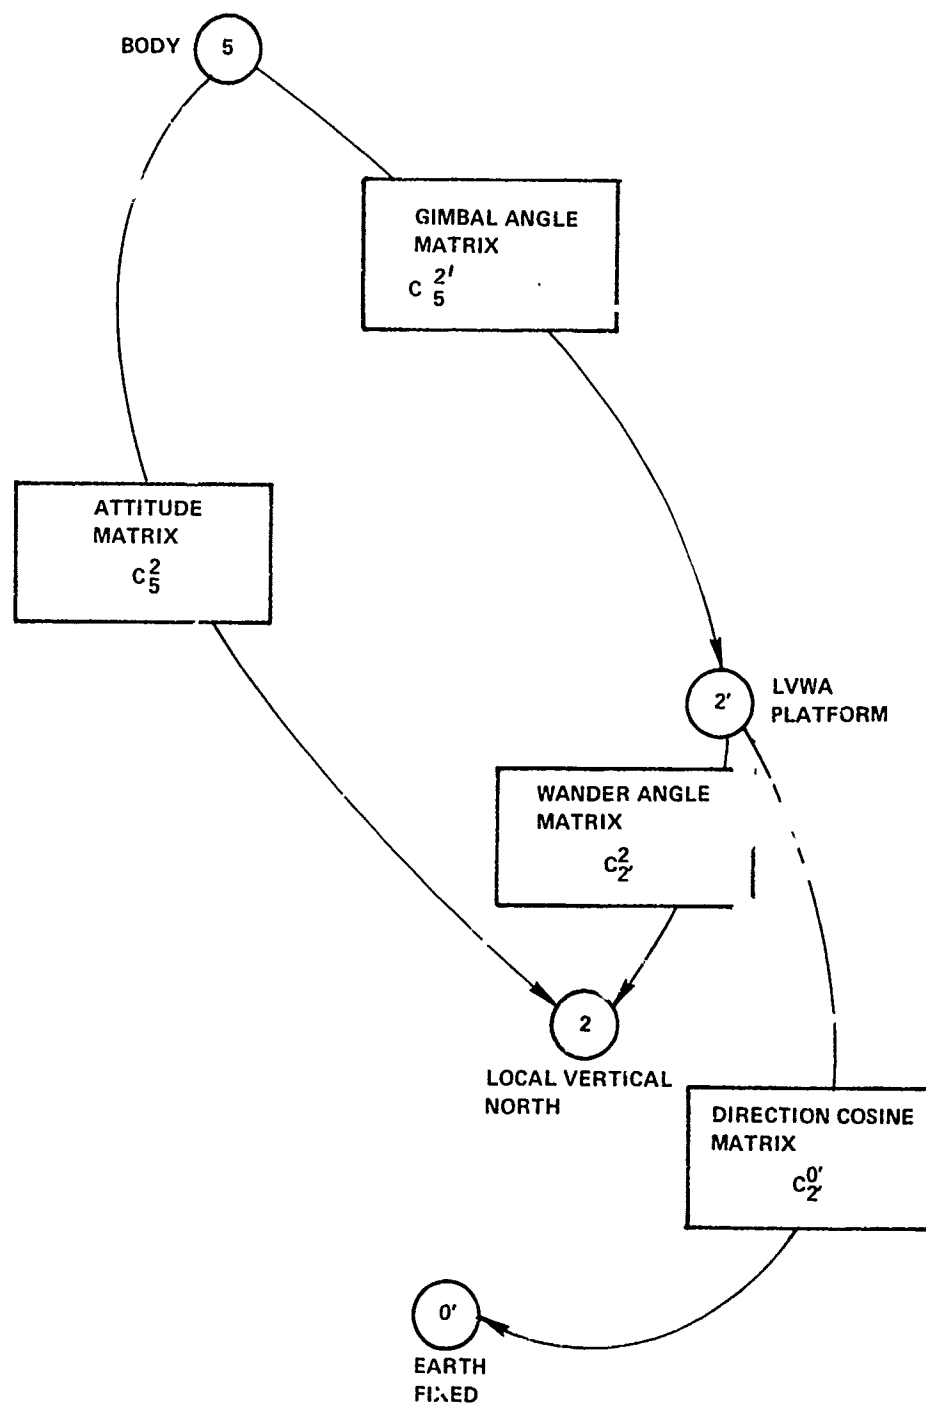 BODY 5
GIMBAL ANGLE
MATRIX
C 2'
5
ATTITUDE
MATRIX
C 2
5
2' LVWA
PLATFORM
WANDER ANGLE
MATRIX
C 2
2'
2
LOCAL VERTICAL
NORTH
DIRECTION COSINE
MATRIX
C 0'
2'
0'
EARTH
FIXED